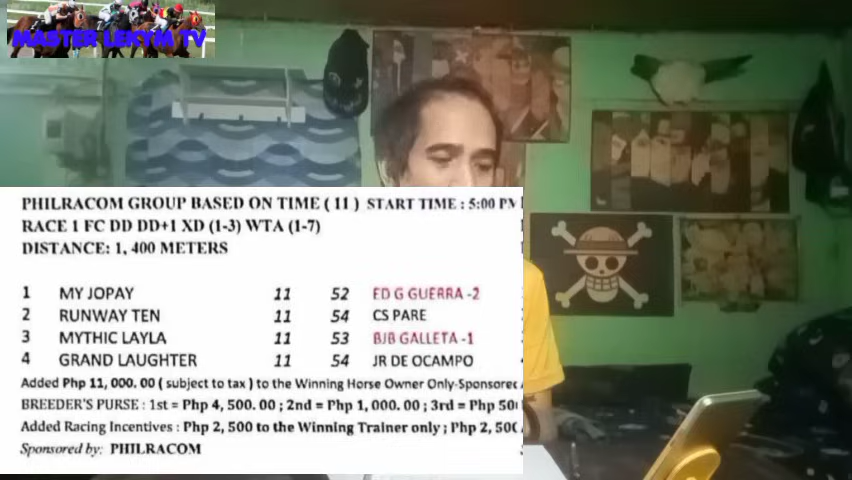 MASTER LEKYM TV
PHILRACOM GROUP BASED ON TIME ( 11 ) START TIME : 5:00 PM
RACE 1 FC DD DD+1 XD (1-3) WTA (1-7)
DISTANCE: 1, 400 METERS
1 MY JOPAY 11 52 ED G GUERRA -2
2 RUNWAY TEN 11 54 CS PARE
3 MYTHIC LAYLA 11 53 BJB GALLETA -1
4 GRAND LAUGHTER 11 54 JR DE OCAMPO
Added Php 11, 000. 00 ( subject to tax ) to the Winning Horse Owner Only-Sponsored
BREEDER'S PURSE : 1st = Php 4, 500. 00 ; 2nd = Php 1, 000. 00 ; 3rd = Php 50
Added Racing Incentives : Php 2, 500 to the Winning Trainer only ; Php 2, 500
Sponsored by: PHILRACOM